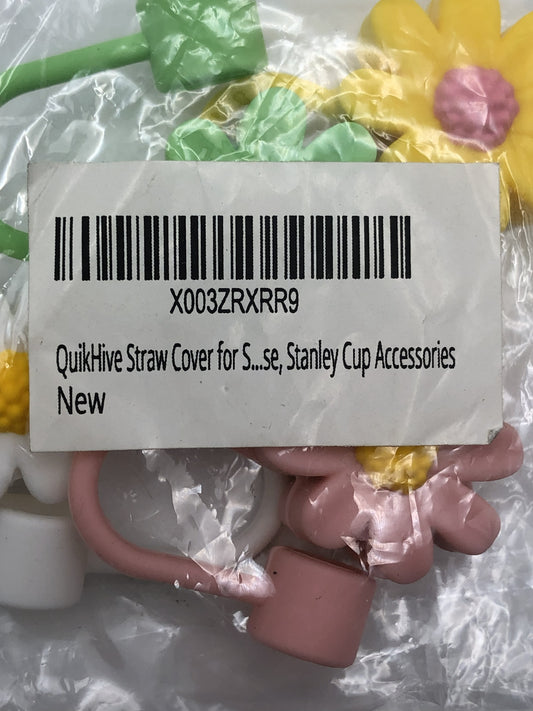 X003ZRXRR9
QuikHive Straw Cover for S...se, Stanley Cup Accessories
New